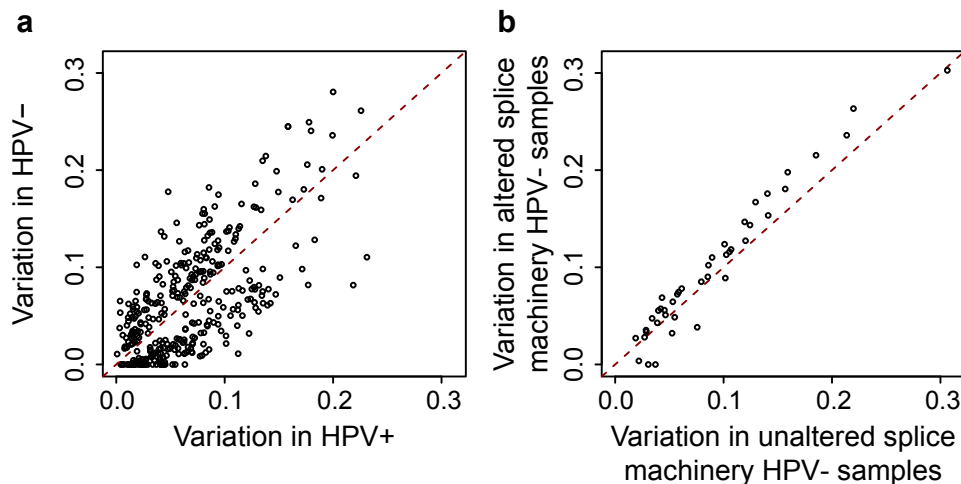 a
Variation in HPV−
0.0 0.1 0.2 0.3
0.0 0.1 0.2 0.3
Variation in HPV+
b
Variation in altered splice
machinery HPV- samples
0.0 0.1 0.2 0.3
0.0 0.1 0.2 0.3
Variation in unaltered splice
machinery HPV- samples